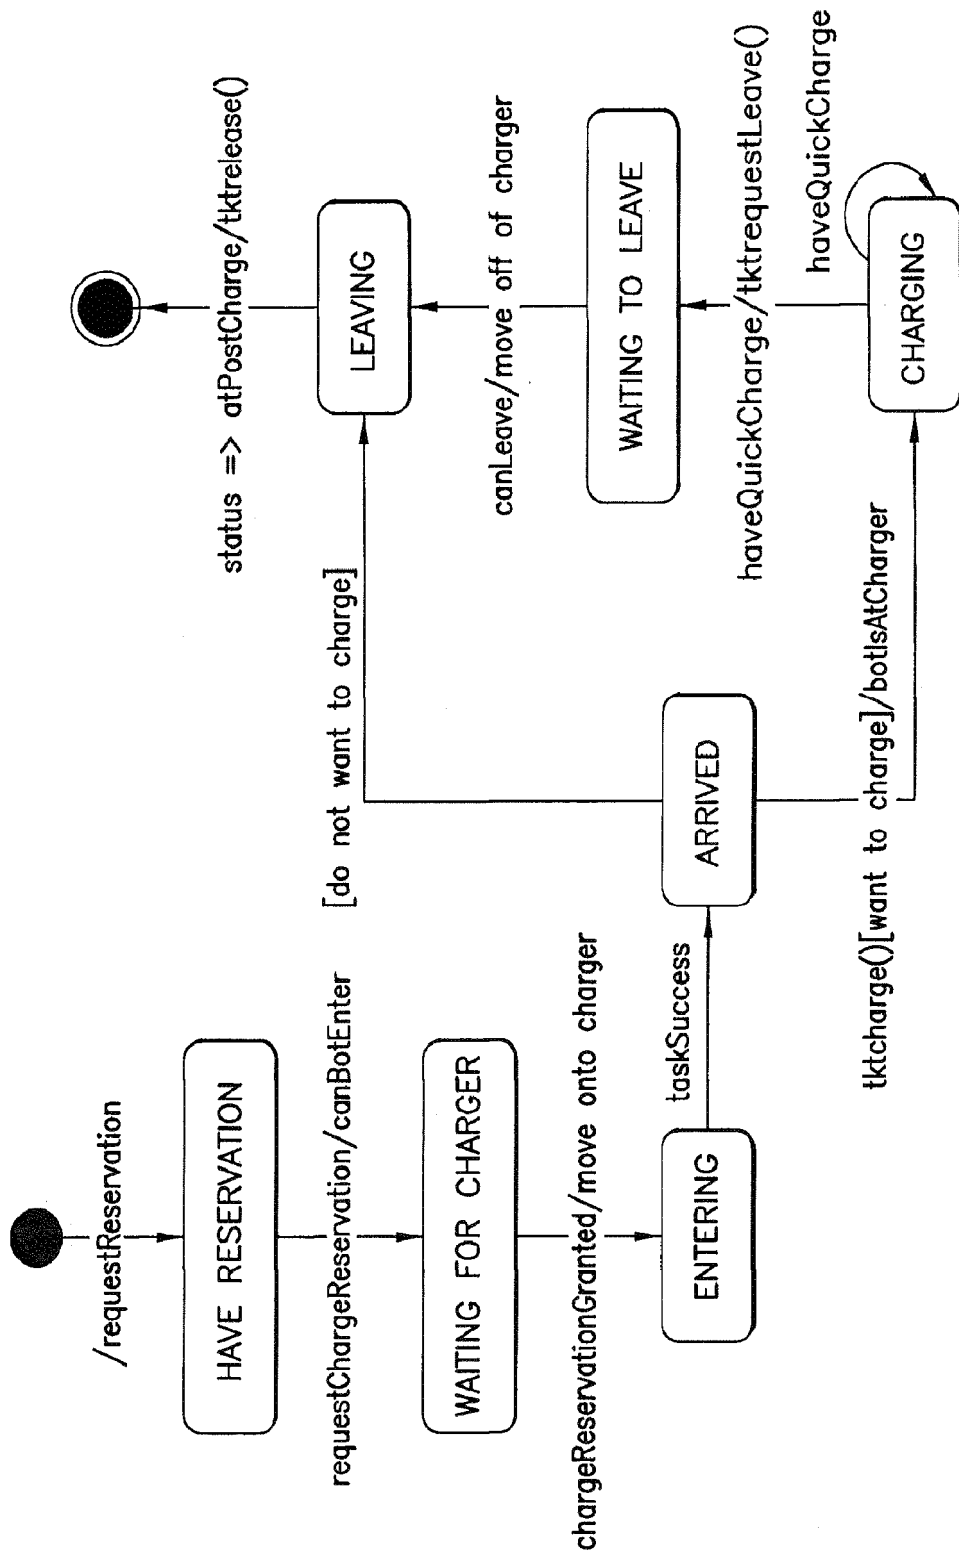 /requestReservation
HAVE RESERVATION
requestChargeReservation/canBotEnter
WAITING FOR CHARGER
chargeReservationGranted/move onto charger
ENTERING
taskSuccess
ARRIVED
[do not want to charge]
tktcharge()[want to charge]/botIsAtCharger
status => atPostCharge/tktrelease()
LEAVING
canLeave/move off of charger
WAITING TO LEAVE
haveQuickCharge/tktrequestLeave()
haveQuickCharge
CHARGING